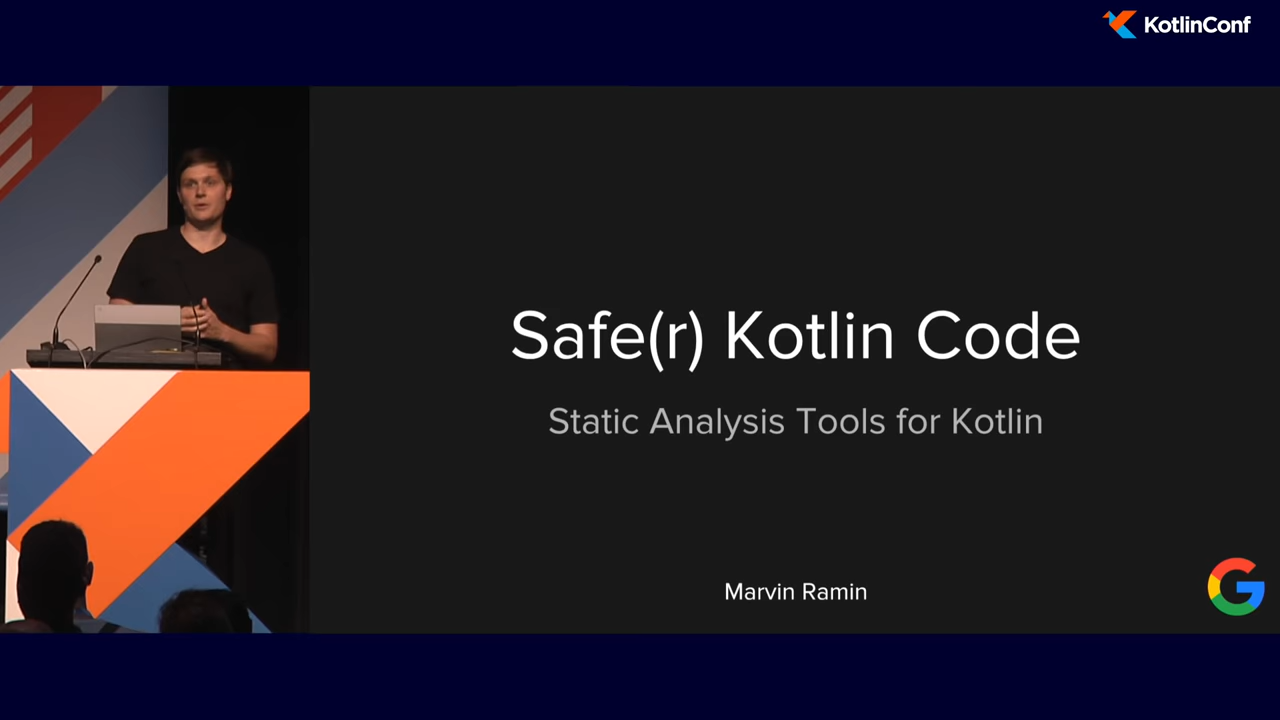 KotlinConf
Safe(r) Kotlin Code
Static Analysis Tools for Kotlin
Marvin Ramin